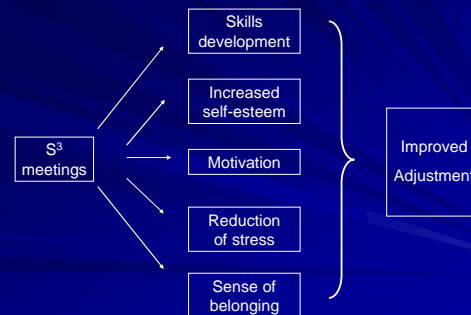 Skills
development
Increased
self-esteem
S³
meetings
Motivation
Reduction
of stress
Sense of
belonging
Improved
Adjustment